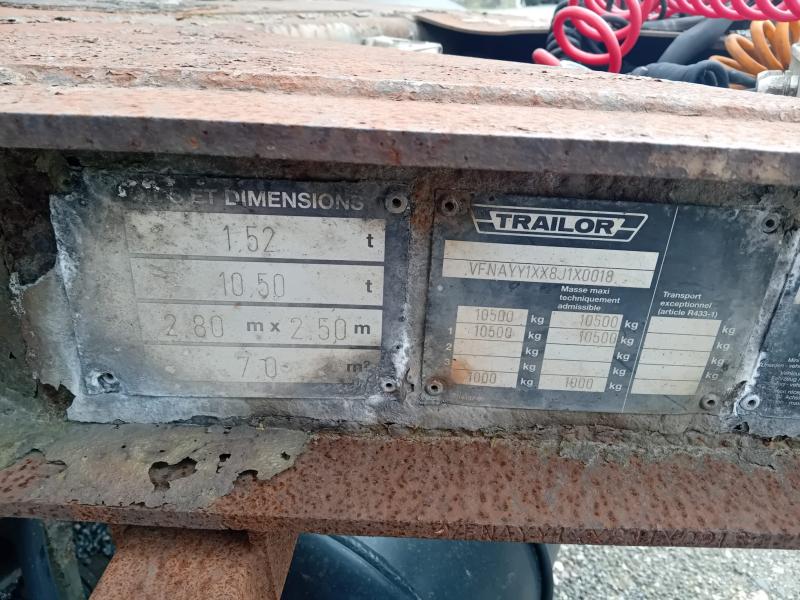 ET DIMENSIONS
1.52 t
10.50 t
2.80 m x 2.50 m
7.0 m²
TRAILOR
VFNAYY1XX8J1X0018
Masse maxi
techniquement
admissible
Transport
exceptionnel
(article R433-1)
10500 kg 10500 kg kg
1 10500 kg 10500 kg kg
2 kg kg kg
3 kg kg kg
1000 kg 1000 kg kg